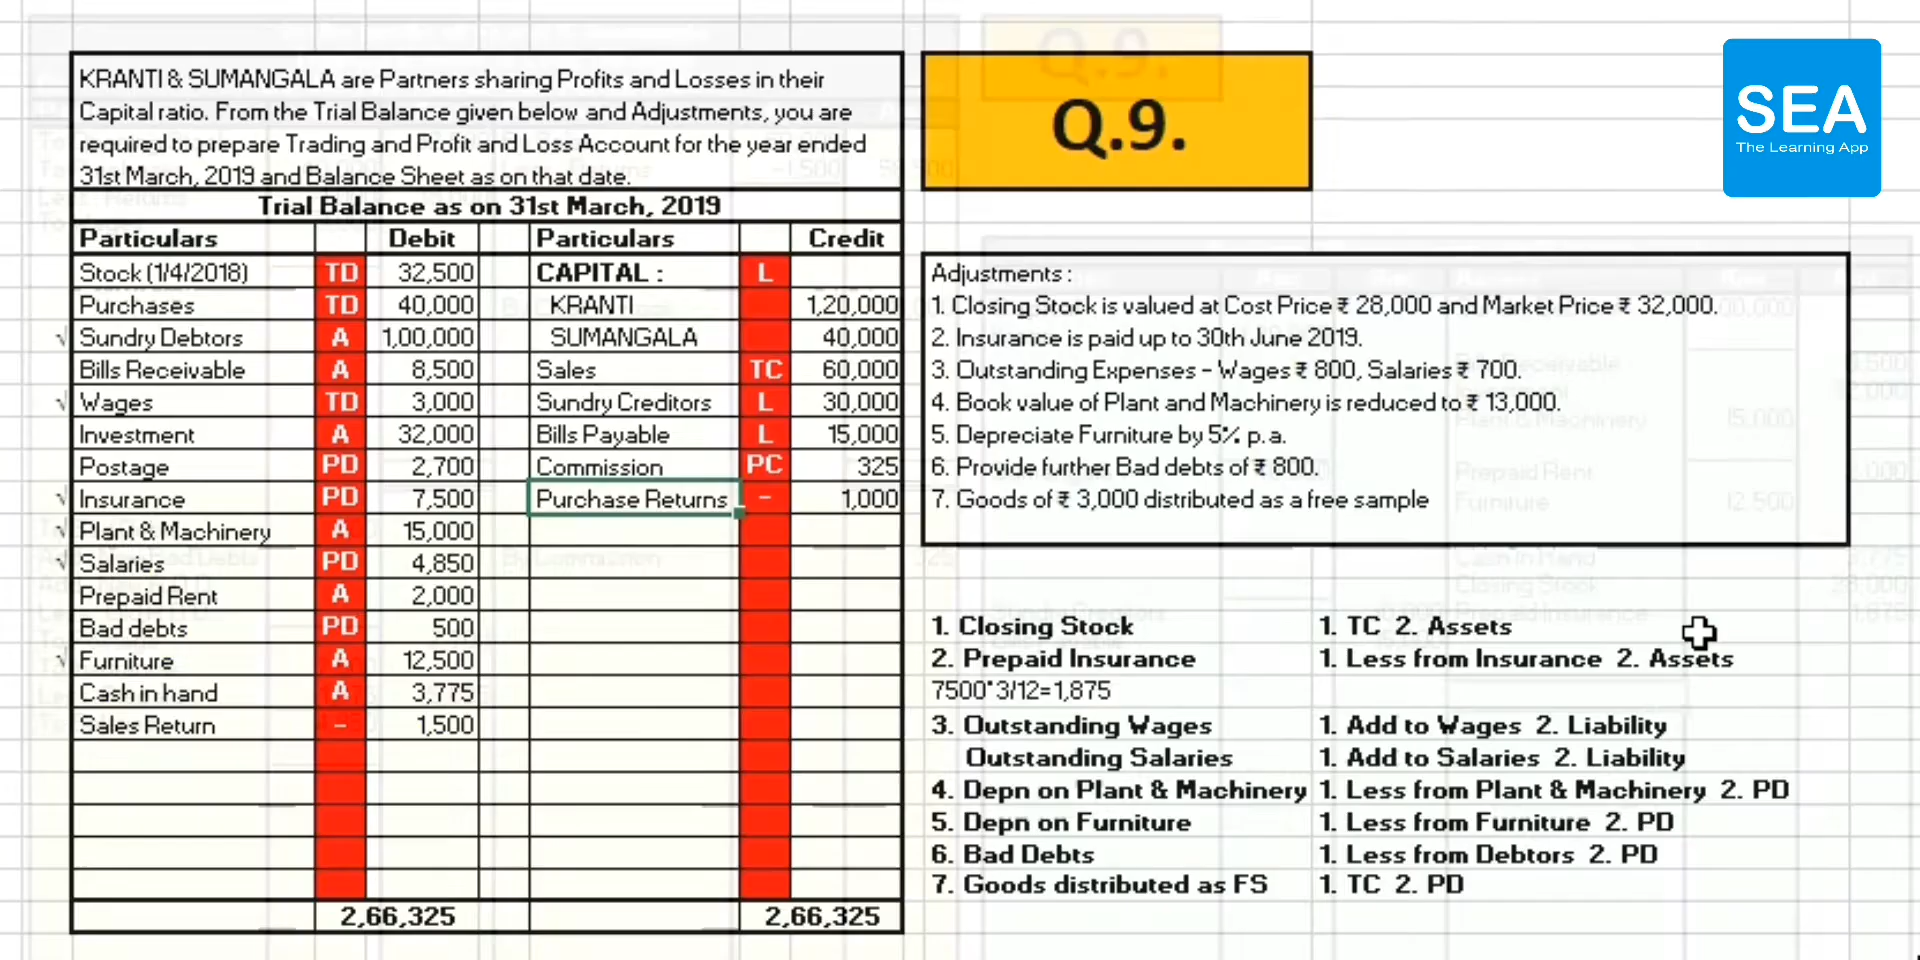 KRANTI & SUMANGALA are Partners sharing Profits and Losses in their
Capital ratio. From the Trial Balance given below and Adjustments, you are
required to prepare Trading and Profit and Loss Account for the year ended
31st March, 2019 and Balance Sheet as on that date.
Q.9.
SEA
The Learning App
Trial Balance as on 31st March, 2019
Particulars Debit Particulars Credit
Stock (1/4/2018) TD 32,500 CAPITAL : L
Purchases TD 40,000 KRANTI 1,20,000
√ Sundry Debtors A 1,00,000 SUMANGALA 40,000
Bills Receivable A 8,500 Sales TC 60,000
√ Wages TD 3,000 Sundry Creditors L 30,000
Investment A 32,000 Bills Payable L 15,000
Postage PD 2,700 Commission PC 325
√ Insurance PD 7,500 Purchase Returns - 1,000
√ Plant & Machinery A 15,000
√ Salaries PD 4,850
Prepaid Rent A 2,000
Bad debts PD 500
√ Furniture A 12,500
Cash in hand A 3,775
Sales Return - 1,500
2,66,325 2,66,325
Adjustments :
1. Closing Stock is valued at Cost Price ₹ 28,000 and Market Price ₹ 32,000.
2. Insurance is paid up to 30th June 2019.
3. Outstanding Expenses - Wages ₹ 800, Salaries ₹ 700.
4. Book value of Plant and Machinery is reduced to ₹ 13,000.
5. Depreciate Furniture by 5% p.a.
6. Provide further Bad debts of ₹ 800.
7. Goods of ₹ 3,000 distributed as a free sample
1. Closing Stock 1. TC 2. Assets
2. Prepaid Insurance 1. Less from Insurance 2. Assets
7500*3/12=1,875
3. Outstanding Wages 1. Add to Wages 2. Liability
Outstanding Salaries 1. Add to Salaries 2. Liability
4. Depn on Plant & Machinery 1. Less from Plant & Machinery 2. PD
5. Depn on Furniture 1. Less from Furniture 2. PD
6. Bad Debts 1. Less from Debtors 2. PD
7. Goods distributed as FS 1. TC 2. PD